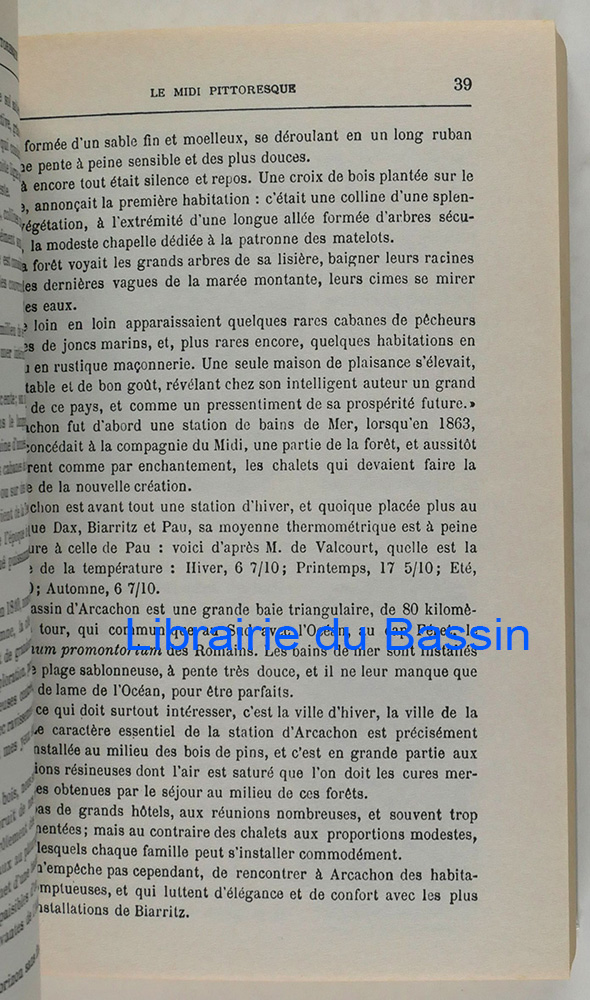 LE MIDI PITTORESQUE 39
formée d'un sable fin et moelleux, se déroulant en un long ruban
pente à peine sensible et des plus douces.
encore tout était silence et repos. Une croix de bois plantée sur le
annonçait la première habitation : c'était une colline d'une splen-
végétation, à l'extrémité d'une longue allée formée d'arbres sécu-
la modeste chapelle dédiée à la patronne des matelots.
forêt voyait les grands arbres de sa lisière, baigner leurs racines
les dernières vagues de la marée montante, leurs cimes se mirer
es eaux.
loin en loin apparaissaient quelques rares cabanes de pêcheurs
de joncs marins, et, plus rares encore, quelques habitations en
en rustique maçonnerie. Une seule maison de plaisance s'élevait,
table et de bon goût, révélant chez son intelligent auteur un grand
de ce pays, et comme un pressentiment de sa prospérité future.»
achon fut d'abord une station de bains de Mer, lorsqu'en 1863,
concédait à la compagnie du Midi, une partie de la forêt, et aussitôt
rent comme par enchantement, les chalets qui devaient faire la
de la nouvelle création.
chon est avant tout une station d'hiver, et quoique placée plus au
que Dax, Biarritz et Pau, sa moyenne thermométrique est à peine
ure à celle de Pau : voici d'après M. de Valcourt, quelle est la
de la température : Hiver, 6 7/10; Printemps, 17 5/10; Eté,
; Automne, 6 7/10.
assin d'Arcachon est une grande baie triangulaire, de 80 kilomè-
tour, qui communique au Sud avec l'Océan au cap Féret, le
Librairie du Bassin
num promontorium des Romains. Les bains de mer sont installés
plage sablonneuse, à pente très douce, et il ne leur manque que
de lame de l'Océan, pour être parfaits.
ce qui doit surtout intéresser, c'est la ville d'hiver, la ville de la
Le caractère essentiel de la station d'Arcachon est précisément
installée au milieu des bois de pins, et c'est en grande partie aux
ions résineuses dont l'air est saturé que l'on doit les cures mer-
es obtenues par le séjour au milieu de ces forêts.
pas de grands hôtels, aux réunions nombreuses, et souvent trop
mentées; mais au contraire des chalets aux proportions modestes,
lesquels chaque famille peut s'installer commodément.
n'empêche pas cependant, de rencontrer à Arcachon des habita-
omptueuses, et qui luttent d'élégance et de confort avec les plus
installations de Biarritz.